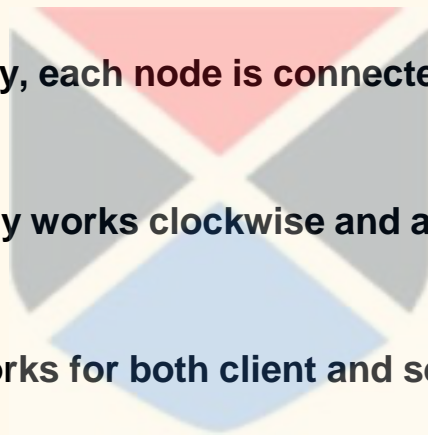 y, each node is connecte
y works clockwise and a
rks for both client and se